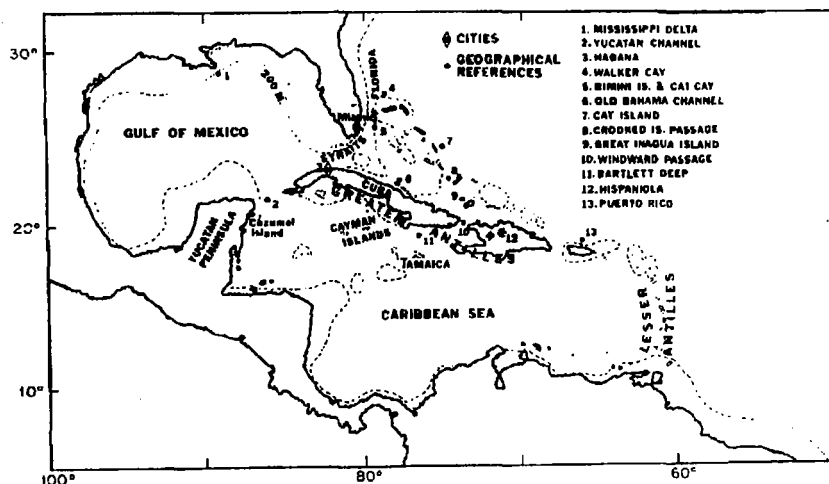 30°
20°
10°
100°
80°
60°
CITIES
GEOGRAPHICAL
REFERENCES
1. MISSISSIPPI DELTA
2. YUCATAN CHANNEL
3. HABANA
4. WALKER CAY
5. BIMINI IS. & CAT CAY
6. OLD BAHAMA CHANNEL
7. CAT ISLAND
8. CROOKED IS. PASSAGE
9. GREAT INAGUA ISLAND
10. WINDWARD PASSAGE
11. BARTLETT DEEP
12. HISPANIOLA
13. PUERTO RICO
1
200 M.
OF FLORIDA
4
Miami
5
GULF OF MEXICO
STRAITS
7
3
6
8
9
2
CUBA
GREATER ANTILLES
Cozumel
Island
YUCATAN
PENINSULA
CAYMAN
ISLANDS
11
10
12
13
JAMAICA
CARIBBEAN SEA
LESSER
ANTILLES